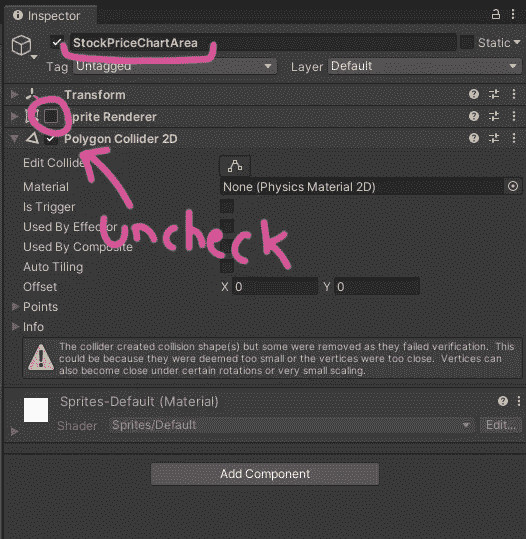 Inspector
StockPriceChartArea
Static
Tag Untagged Layer Default
Transform
Sprite Renderer
Polygon Collider 2D
Edit Collider
Material None (Physics Material 2D)
Is Trigger
uncheck
Used By Effector
Used By Composite
Auto Tiling
Offset X 0 Y 0
Points
Info
The collider created collision shape(s) but some were removed as they failed verification. This
could be because they were deemed too small or the vertices were too close. Vertices can
also become close under certain rotations or very small scaling.
Sprites-Default (Material)
Shader Sprites/Default Edit...
Add Component